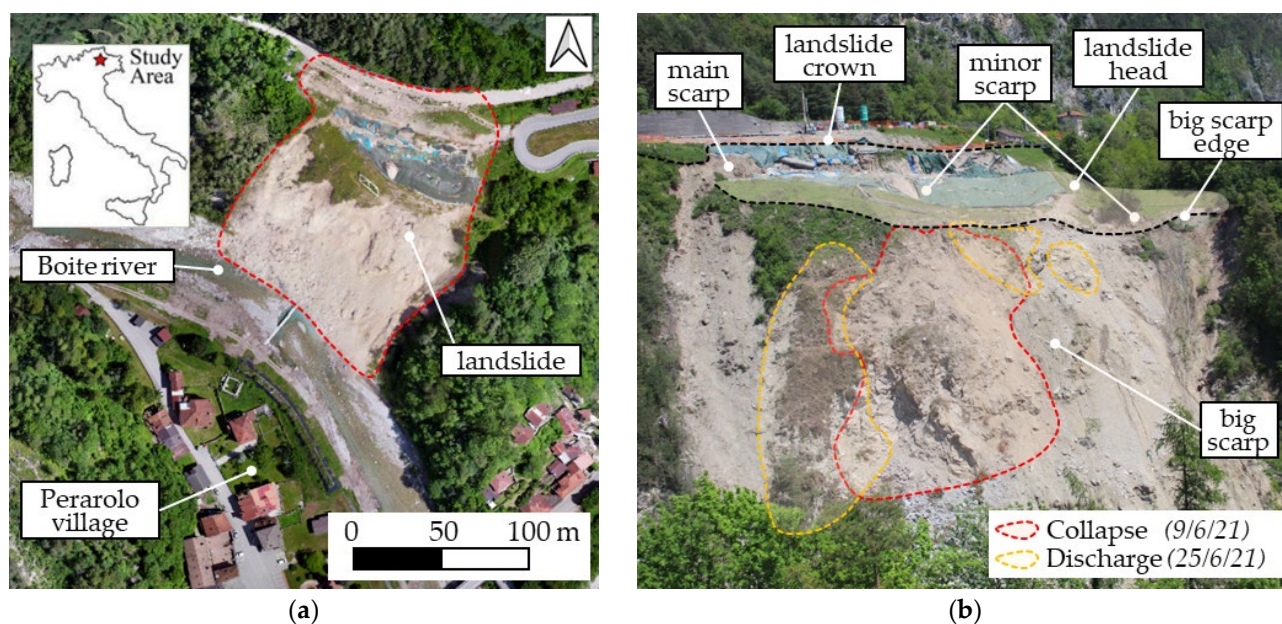 Study
Area
Boite river
landslide
Perarolo
village
0 50 100 m
(a)
landslide
crown
main
scarp
minor
scarp
landslide
head
big scarp
edge
big
scarp
Collapse (9/6/21)
Discharge (25/6/21)
(b)